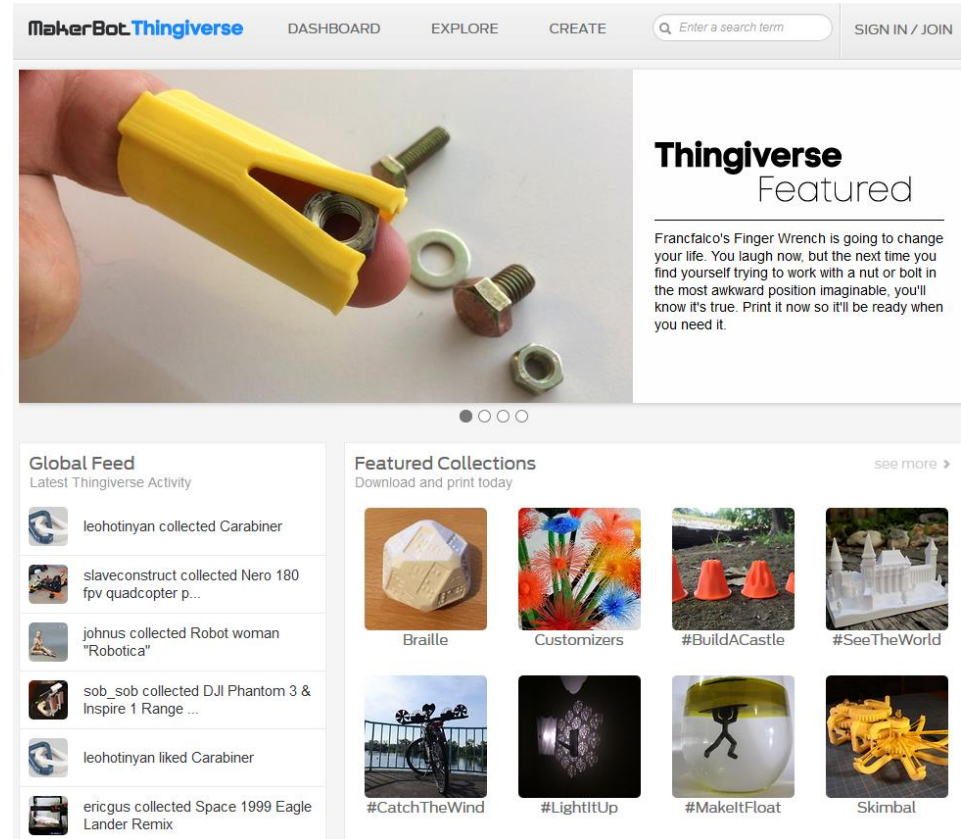 MakerBot Thingiverse
DASHBOARD
EXPLORE
CREATE
Enter a search term
SIGN IN / JOIN
Thingiverse
Featured
Francfalco's Finger Wrench is going to change
your life. You laugh now, but the next time you
find yourself trying to work with a nut or bolt in
the most awkward position imaginable, you'll
know it's true. Print it now so it'll be ready when
you need it.
Global Feed
Latest Thingiverse Activity
leohotinyan collected Carabiner
slaveconstruct collected Nero 180
fpv quadcopter p...
johnus collected Robot woman
"Robotica"
sob_sob collected DJI Phantom 3 &
Inspire 1 Range ...
leohotinyan liked Carabiner
ericgus collected Space 1999 Eagle
Lander Remix
Featured Collections
see more
Download and print today
Braille
Customizers
#BuildACastle
#SeeTheWorld
#CatchTheWind
#LightItUp
#MakeItFloat
Skimbal